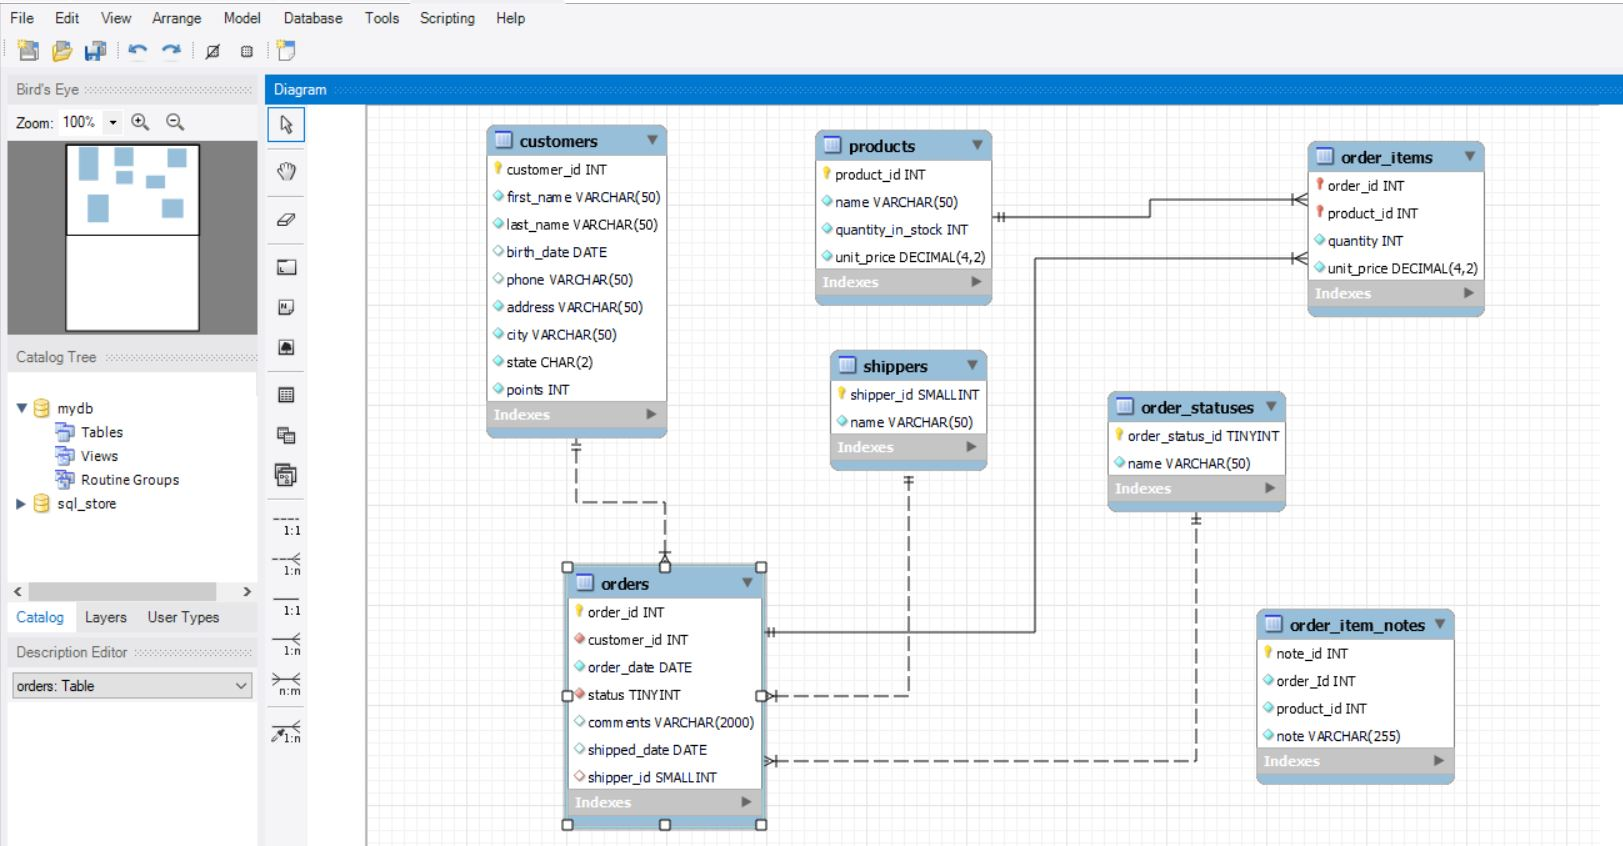 File Edit View Arrange Model Database Tools Scripting Help
Bird's Eye
Zoom: 100%
Catalog Tree
mydb
Tables
Views
Routine Groups
sql_store
Catalog Layers User Types
Description Editor
orders: Table
1:1
1:n
1:1
1:n
n:m
1:n
Diagram
customers
customer_id INT
first_name VARCHAR(50)
last_name VARCHAR(50)
birth_date DATE
phone VARCHAR(50)
address VARCHAR(50)
city VARCHAR(50)
state CHAR(2)
points INT
Indexes
products
product_id INT
name VARCHAR(50)
quantity_in_stock INT
unit_price DECIMAL(4,2)
Indexes
order_items
order_id INT
product_id INT
quantity INT
unit_price DECIMAL(4,2)
Indexes
shippers
shipper_id SMALLINT
name VARCHAR(50)
Indexes
order_statuses
order_status_id TINYINT
name VARCHAR(50)
Indexes
orders
order_id INT
customer_id INT
order_date DATE
status TINYINT
comments VARCHAR(2000)
shipped_date DATE
shipper_id SMALLINT
Indexes
order_item_notes
note_id INT
order_Id INT
product_id INT
note VARCHAR(255)
Indexes